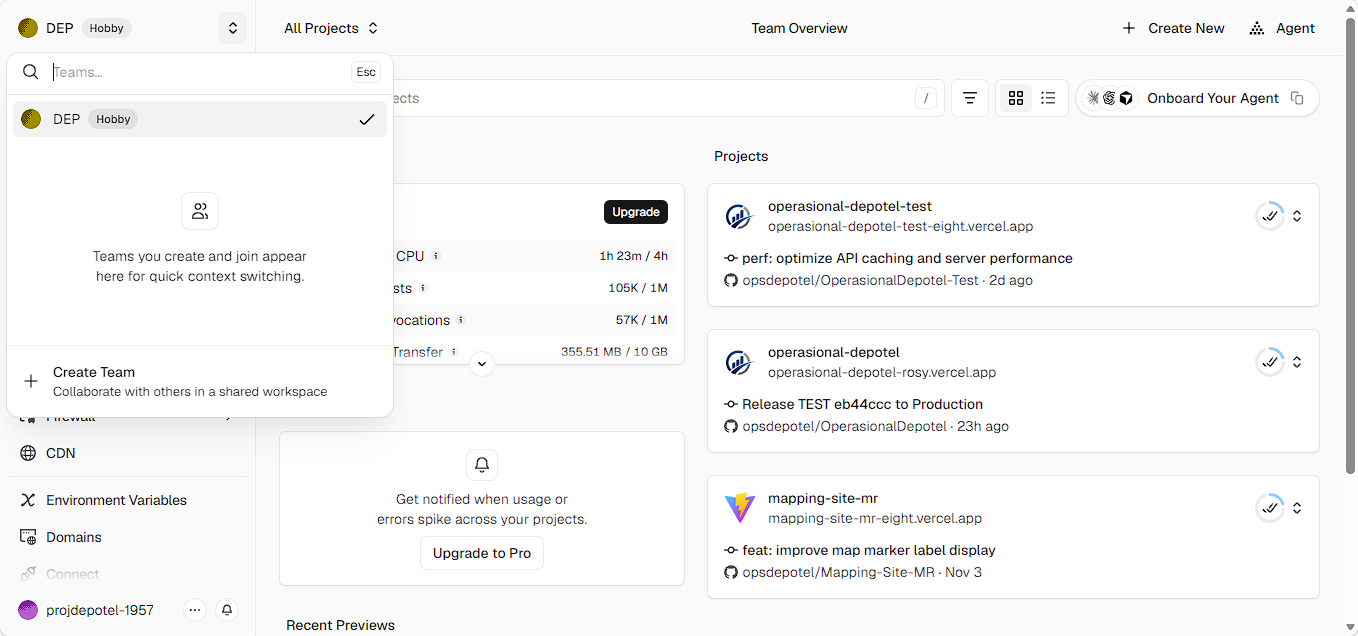 DEP Hobby
All Projects
Team Overview
Create New
Agent
Teams...
Esc
DEP Hobby
Teams you create and join appear
here for quick context switching.
Create Team
Collaborate with others in a shared workspace
/
Onboard Your Agent
Upgrade
CPU
1h 23m / 4h
105K / 1M
57K / 1M
Transfer
355.51 MB / 10 GB
Get notified when usage or
errors spike across your projects.
Upgrade to Pro
Recent Previews
Projects
operasional-depotel-test
operasional-depotel-test-eight.vercel.app
perf: optimize API caching and server performance
opsdepotel/OperasionalDepotel-Test · 2d ago
operasional-depotel
operasional-depotel-rosy.vercel.app
Release TEST eb44ccc to Production
opsdepotel/OperasionalDepotel · 23h ago
mapping-site-mr
mapping-site-mr-eight.vercel.app
feat: improve map marker label display
opsdepotel/Mapping-Site-MR · Nov 3
Firewall
CDN
Environment Variables
Domains
Connect
projdepotel-1957